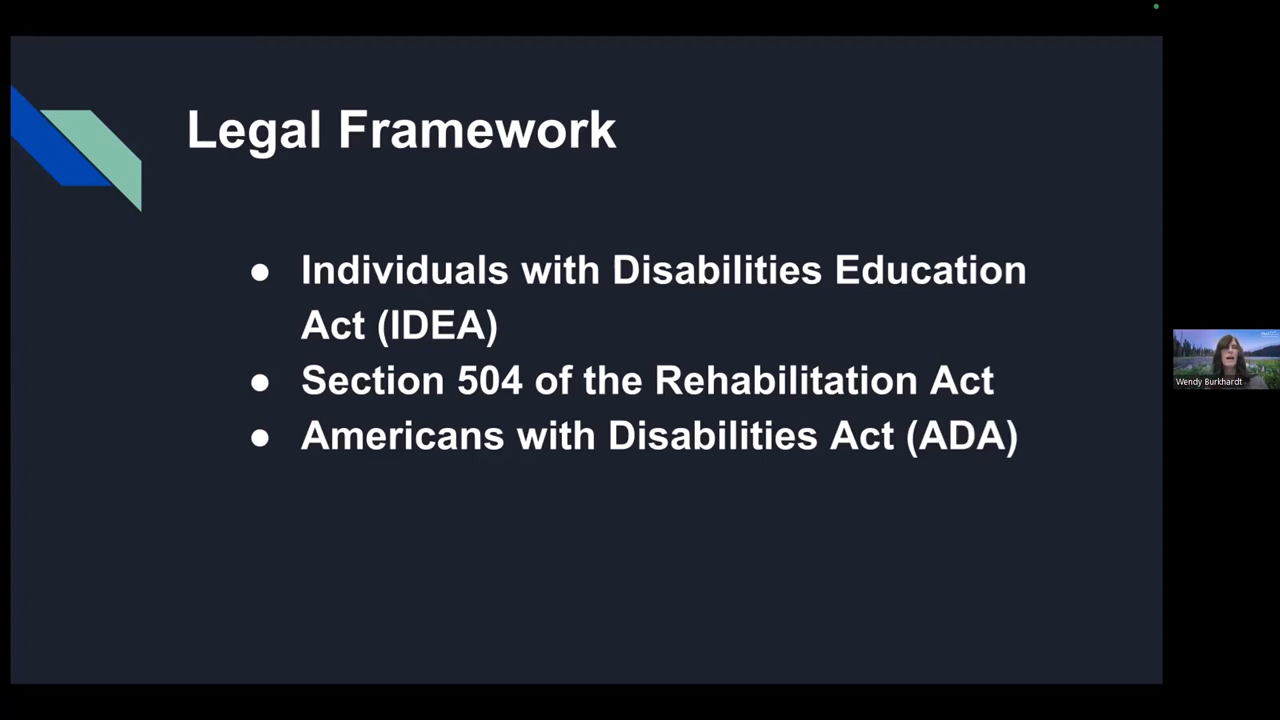 Legal Framework
● Individuals with Disabilities Education
Act (IDEA)
● Section 504 of the Rehabilitation Act
● Americans with Disabilities Act (ADA)
Wendy Burkhardt